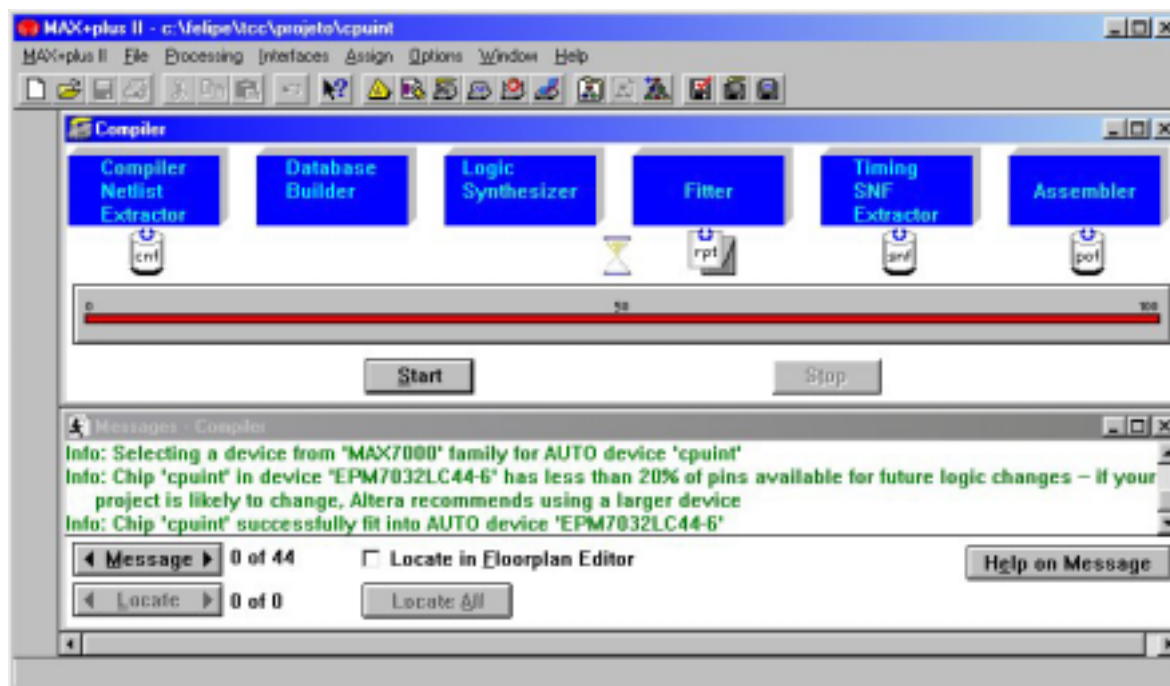 MAX+plus II - c:\felipe\tcc\projeto\cpuint
MAX+plus II File Processing Interfaces Assign Options Window Help
Compiler
Compiler Netlist Extractor
Database Builder
Logic Synthesizer
Fitter
Timing SNF Extractor
Assembler
cnf
rpt
snf
pof
0 50 100
Start Stop
Messages - Compiler
Info: Selecting a device from 'MAX7000' family for AUTO device 'cpuint'
Info: Chip 'cpuint' in device 'EPM7032LC44-6' has less than 20% of pins available for future logic changes -- if your
project is likely to change, Altera recommends using a larger device
Info: Chip 'cpuint' successfully fit into AUTO device 'EPM7032LC44-6'
Message 0 of 44 Locate in Floorplan Editor Help on Message
Locate 0 of 0 Locate All